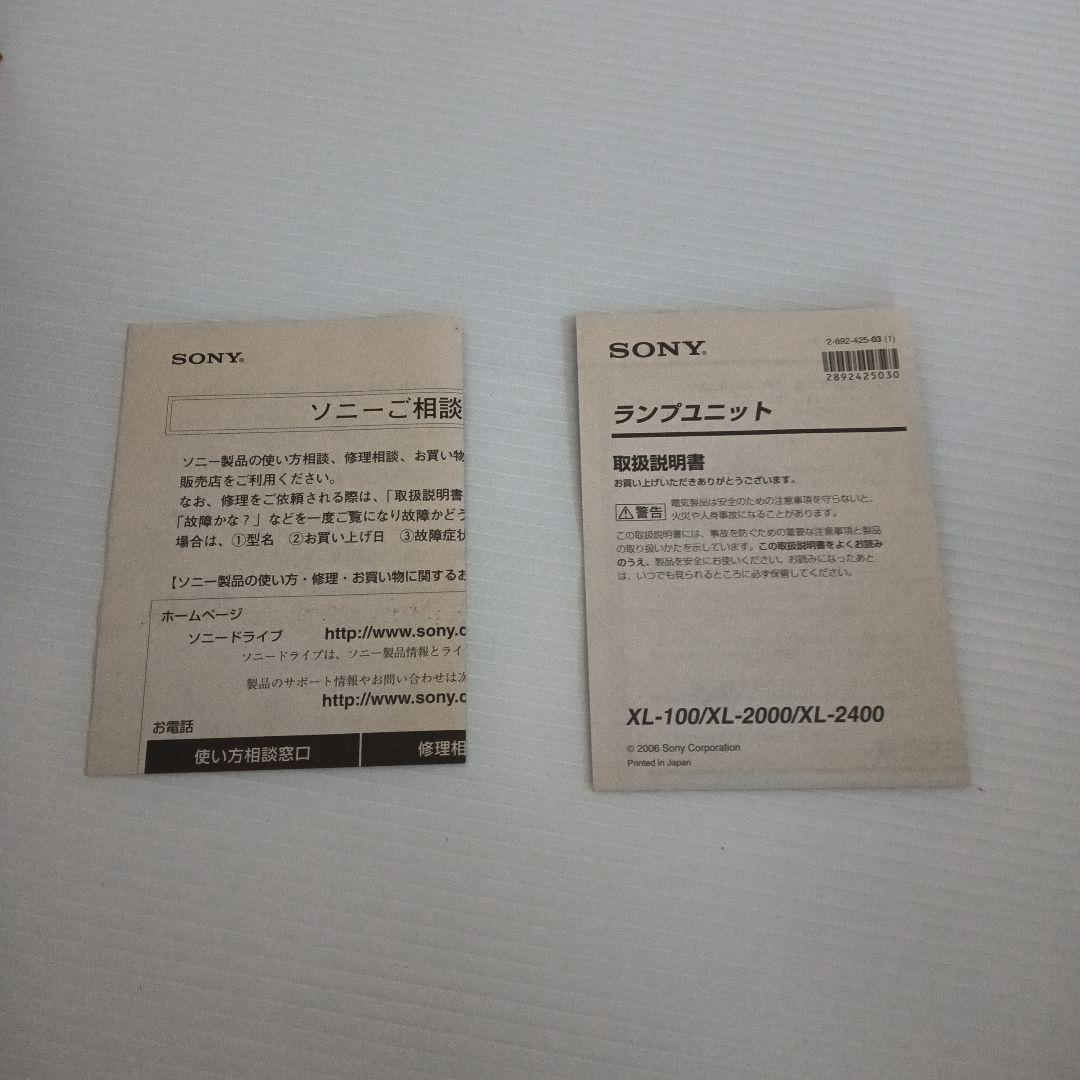 SONY®
ソニーご相談
ソニー製品の使い方相談、修理相談、お買い物
販売店をご利用ください。
なお、修理をご依頼される際は、「取扱説明書
「故障かな？」などを一度ご覧になり故障かどう
場合は、①型名 ②お買い上げ日 ③故障症状
【ソニー製品の使い方・修理・お買い物に関するお
ホームページ
ソニードライブ http://www.sony.c
ソニードライブは、ソニー製品情報とライ
製品のサポート情報やお問い合わせは次
http://www.sony.c
お電話
使い方相談窓口 修理相
SONY®
2-892-425-03 (1)
2892425030
ランプユニット
取扱説明書
お買い上げいただきありがとうございます。
⚠警告 電気製品は安全のための注意事項を守らないと、
火災や人身事故になることがあります。
この取扱説明書には、事故を防ぐための重要な注意事項と製品
の取り扱いかたを示しています。この取扱説明書をよくお読み
のうえ、製品を安全にお使いください。お読みになったあと
は、いつでも見られるところに必ず保管してください。
XL-100/XL-2000/XL-2400
© 2006 Sony Corporation
Printed in Japan